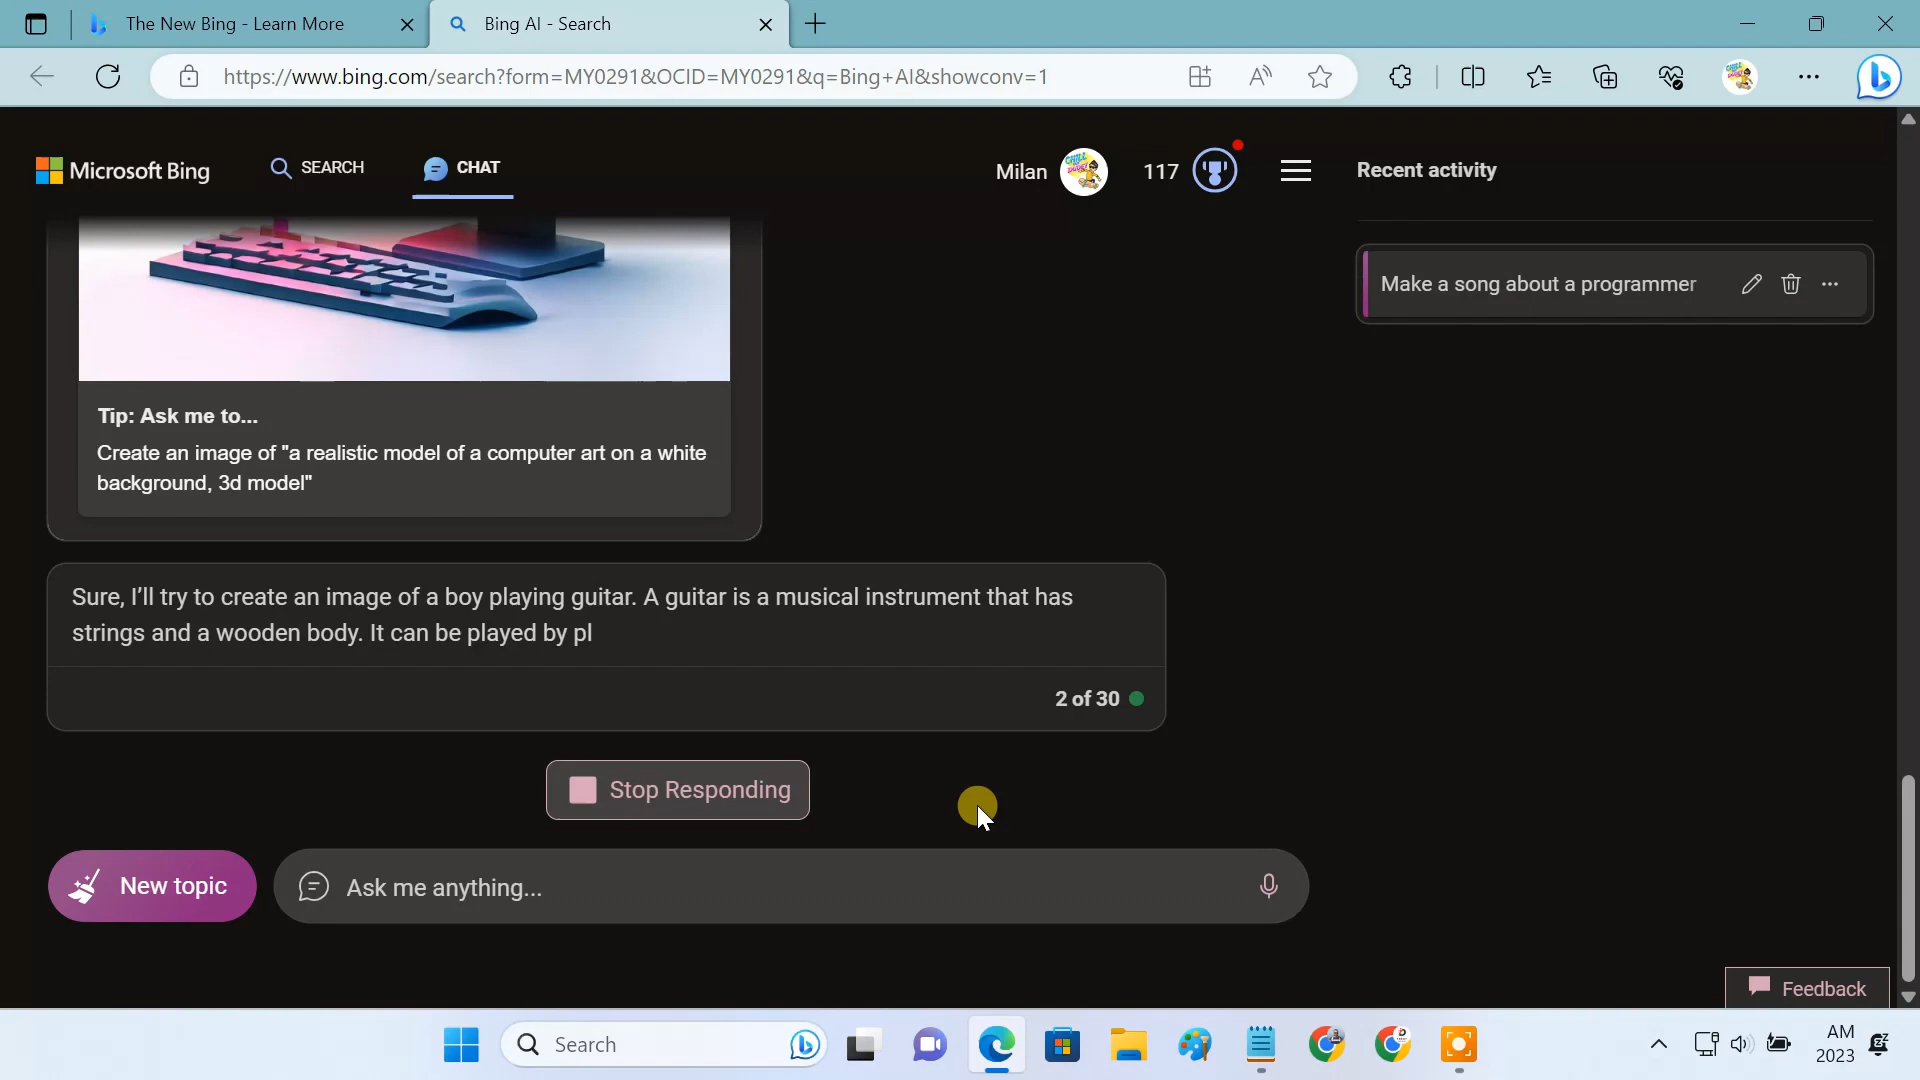 The New Bing - Learn More
Bing AI - Search
https://www.bing.com/search?form=MY0291&OCID=MY0291&q=Bing+AI&showconv=1
Microsoft Bing
SEARCH
CHAT
Milan
117
Recent activity
Make a song about a programmer
Tip: Ask me to...
Create an image of "a realistic model of a computer art on a white
background, 3d model"
Sure, I'll try to create an image of a boy playing guitar. A guitar is a musical instrument that has
strings and a wooden body. It can be played by pl
2 of 30
Stop Responding
New topic
Ask me anything...
Feedback
Search
AM
2023